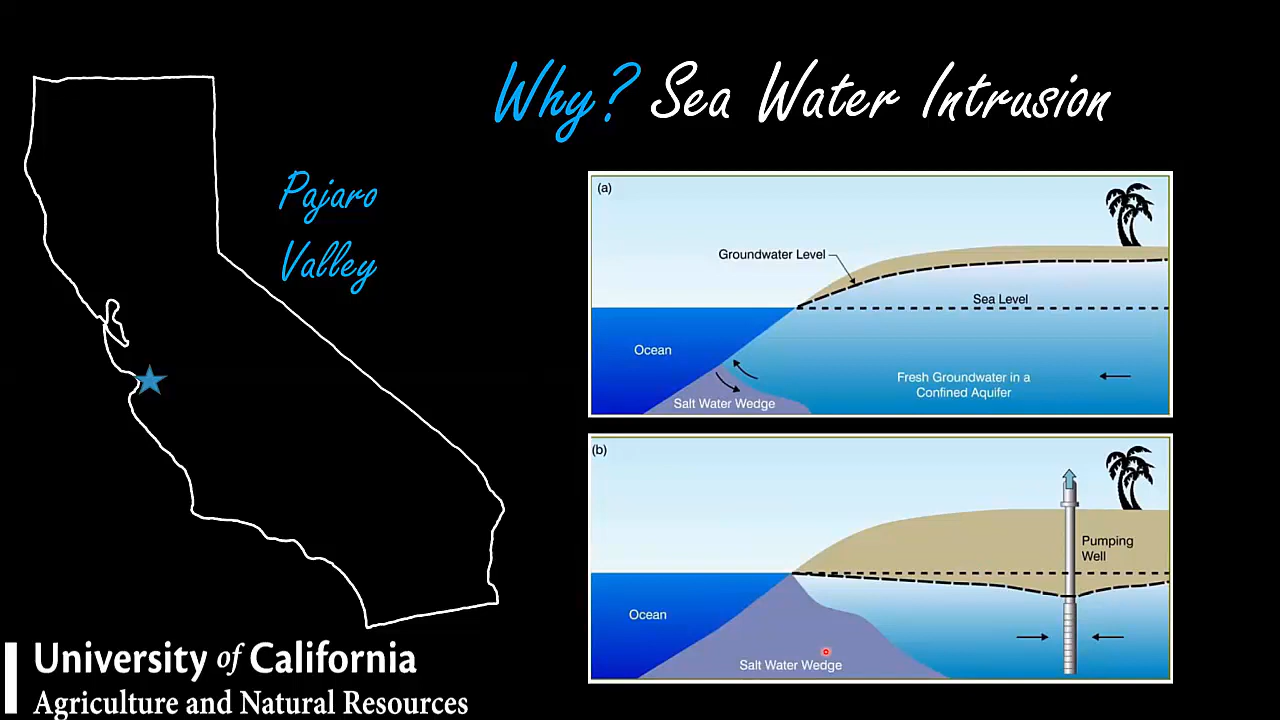 Why? Sea Water Intrusion
Pajaro
Valley
(a)
Groundwater Level
Sea Level
Ocean
Fresh Groundwater in a
Confined Aquifer
Salt Water Wedge
(b)
Pumping
Well
Ocean
Salt Water Wedge
University of California
Agriculture and Natural Resources